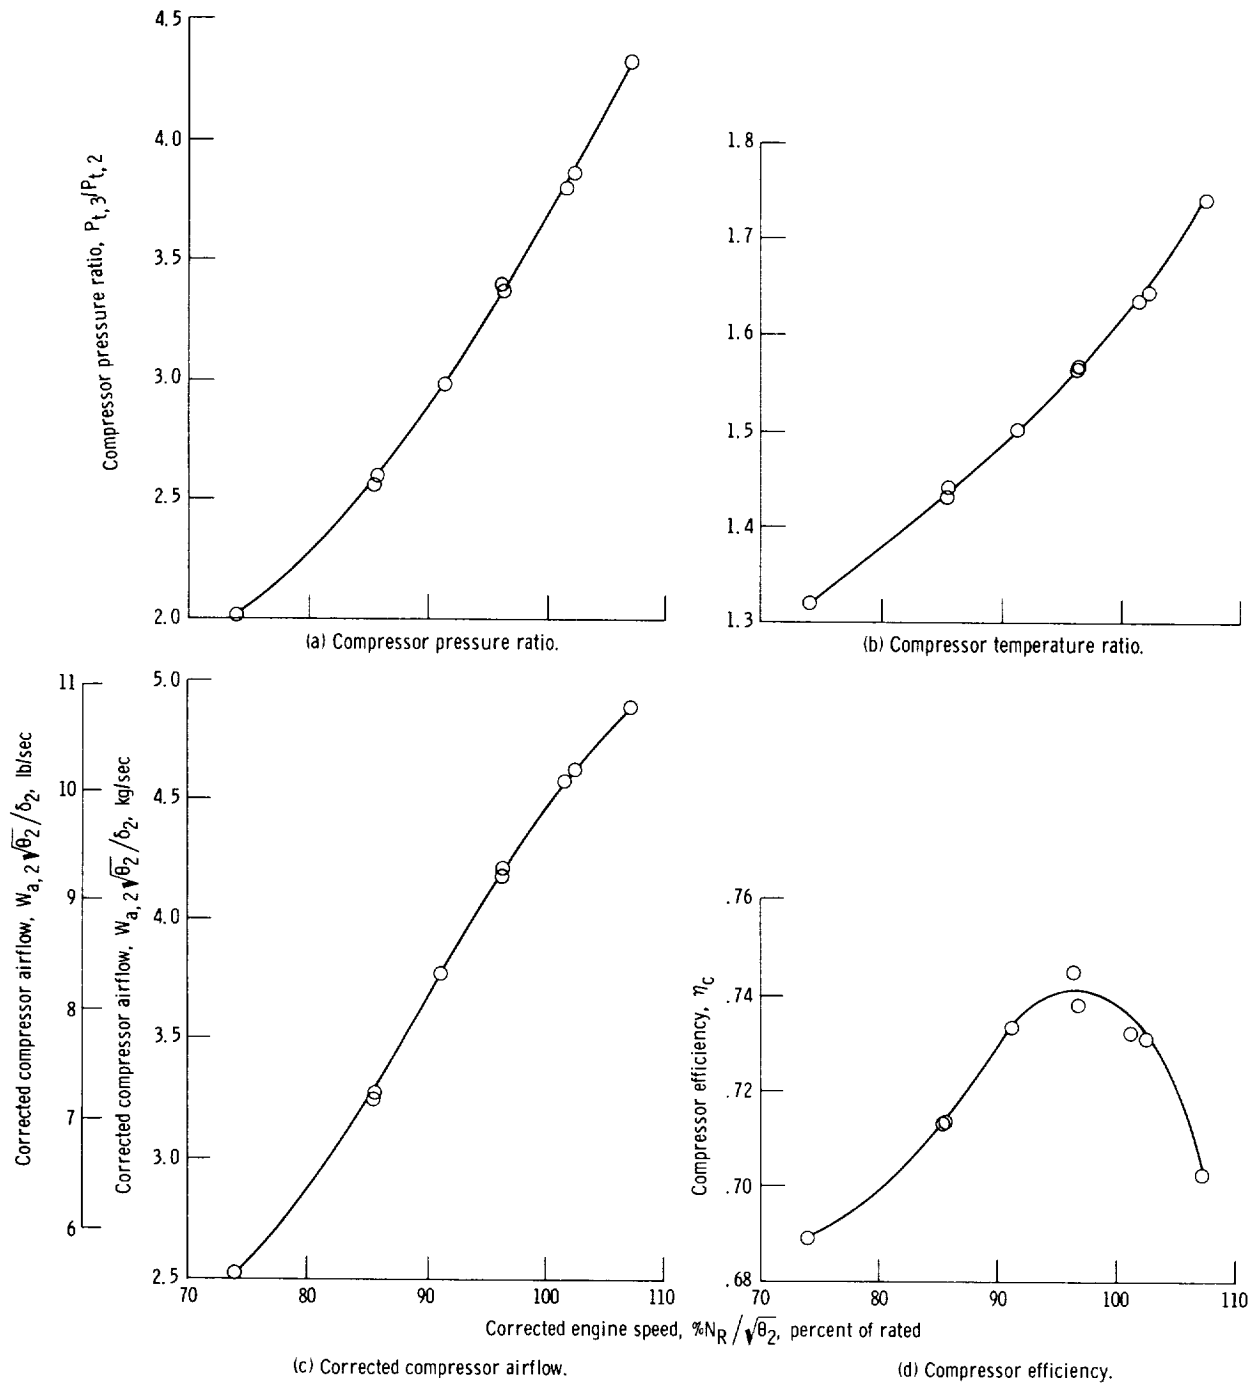 4.5
4.0
3.5
3.0
2.5
2.0
Compressor pressure ratio, Pt,3/Pt,2
(a) Compressor pressure ratio.
1.8
1.7
1.6
1.5
1.4
1.3
(b) Compressor temperature ratio.
11
10
9
8
7
6
Corrected compressor airflow, Wa,2√θ2/δ2, lb/sec
5.0
4.5
4.0
3.5
3.0
2.5
Corrected compressor airflow, Wa,2√θ2/δ2, kg/sec
70 80 90 100 110
.76
.74
.72
.70
.68
Compressor efficiency, ηc
70 80 90 100 110
Corrected engine speed, %NR/√θ2, percent of rated
(c) Corrected compressor airflow.
(d) Compressor efficiency.